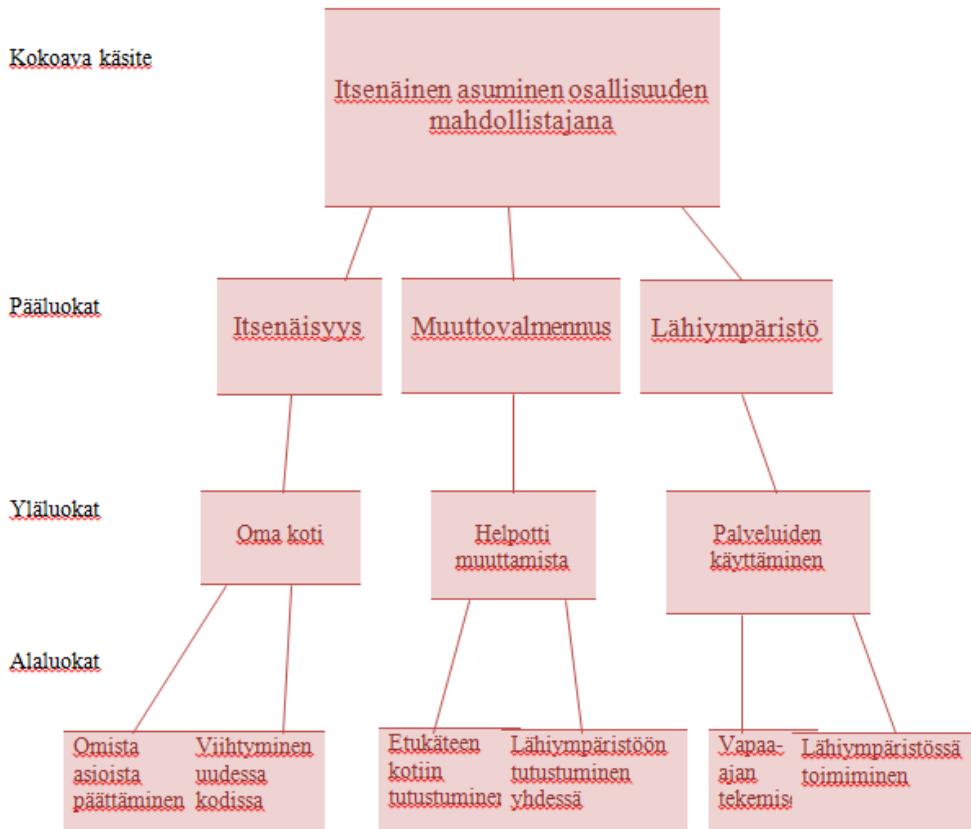 Kokoava käsite
Itsenäinen asuminen osallisuuden
mahdollistajana
Pääluokat
Itsenäisyys
Muuttovalmennus
Lähiympäristö
Yläluokat
Oma koti
Helpotti
muuttamista
Palveluiden
käyttäminen
Alaluokat
Omista
asioista
päättäminen
Viihtyminen
uudessa
kodissa
Etukäteen
kotiin
tutustuminen
Lähiympäristöön
tutustuminen
yhdessä
Vapaa-
ajan
Lähiympäristössä
toimiminen